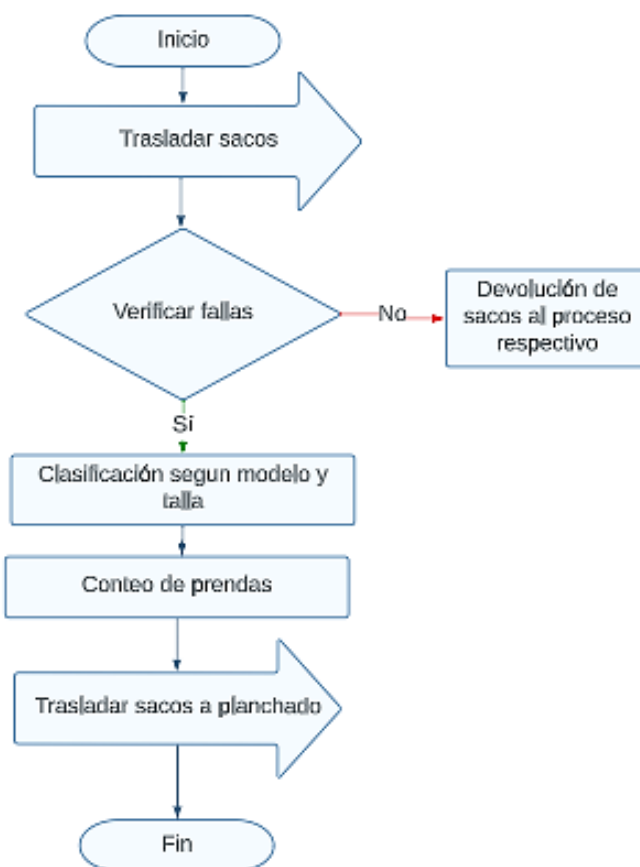 Inicio
Trasladar sacos
Verificar fallas
No
Devolución de
sacos al proceso
respectivo
Sí
Clasificación segun modelo y
talla
Conteo de prendas
Trasladar sacos a planchado
Fin